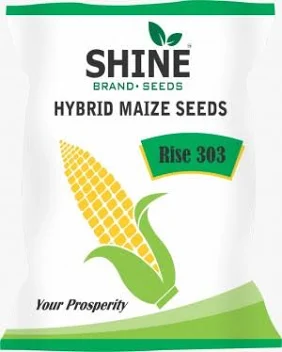 SHINE
BRAND • SEEDS
HYBRID MAIZE SEEDS
Rise 303
Your Prosperity